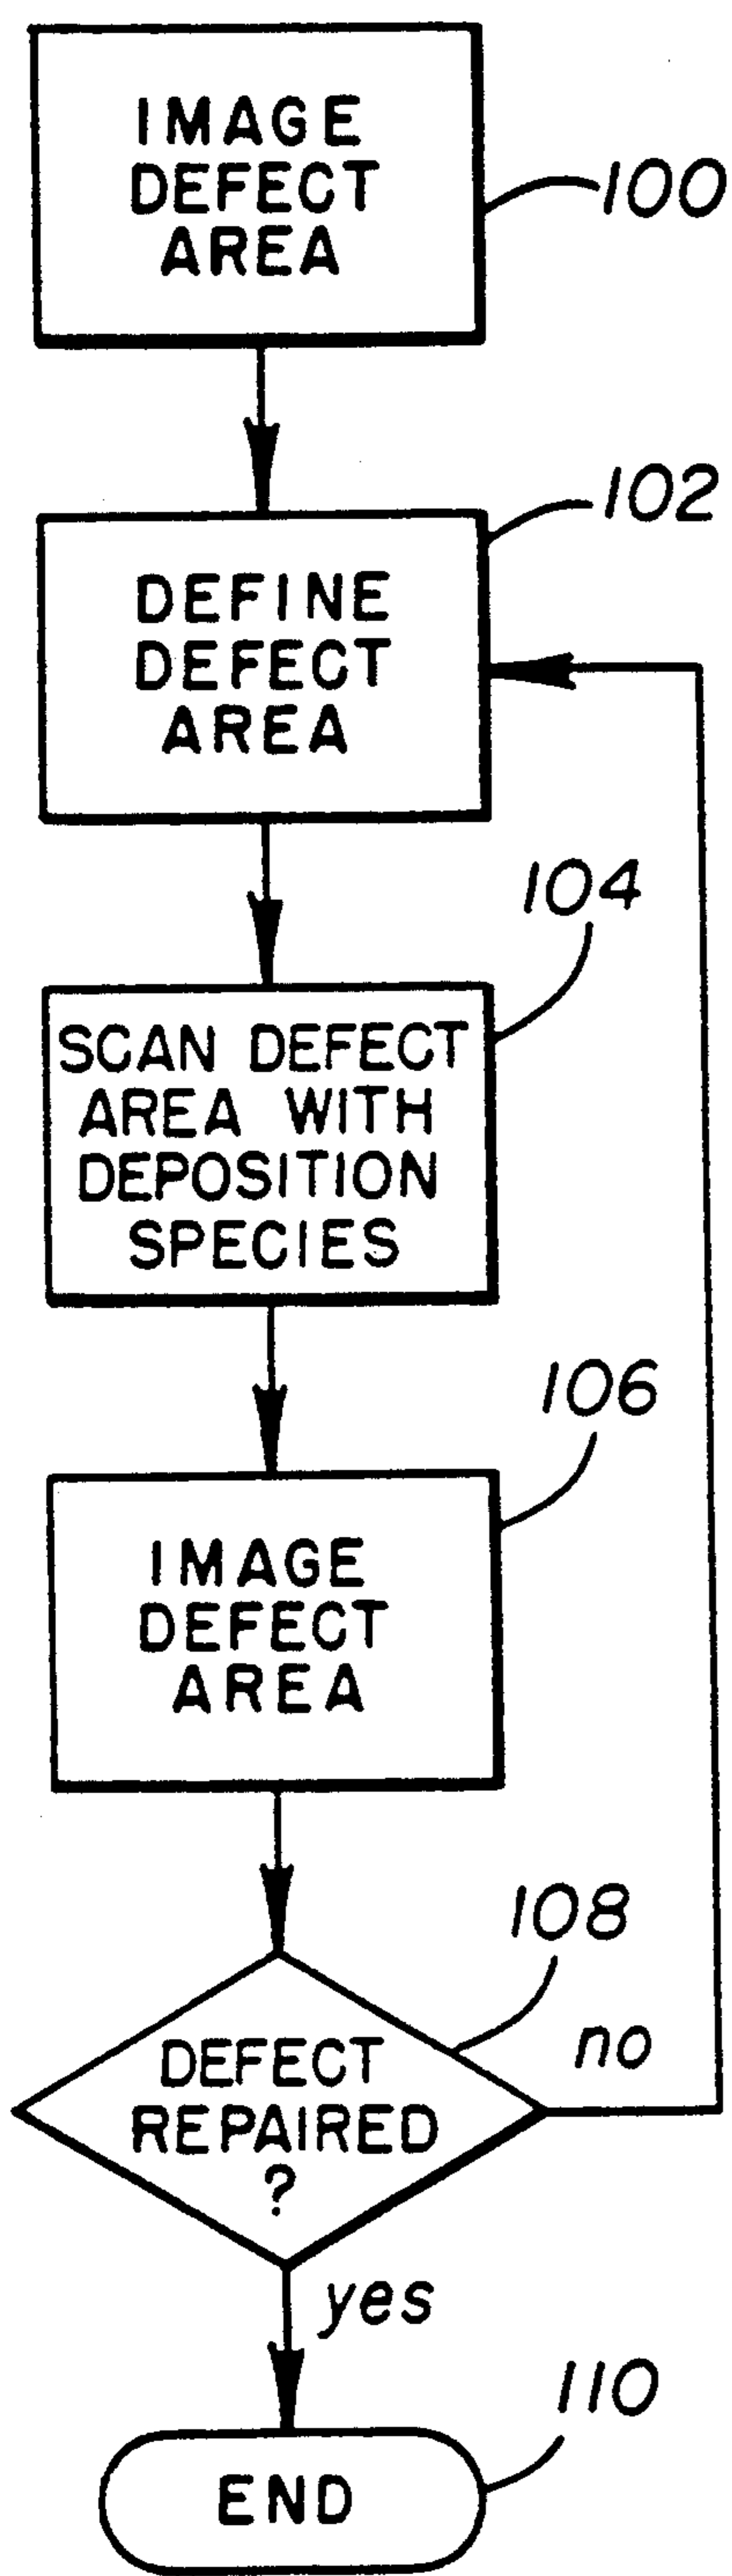 IMAGE
DEFECT
AREA
100
102
DEFINE
DEFECT
AREA
104
SCAN DEFECT
AREA WITH
DEPOSITION
SPECIES
106
IMAGE
DEFECT
AREA
108
no
DEFECT
REPAIRED
?
yes
110
END